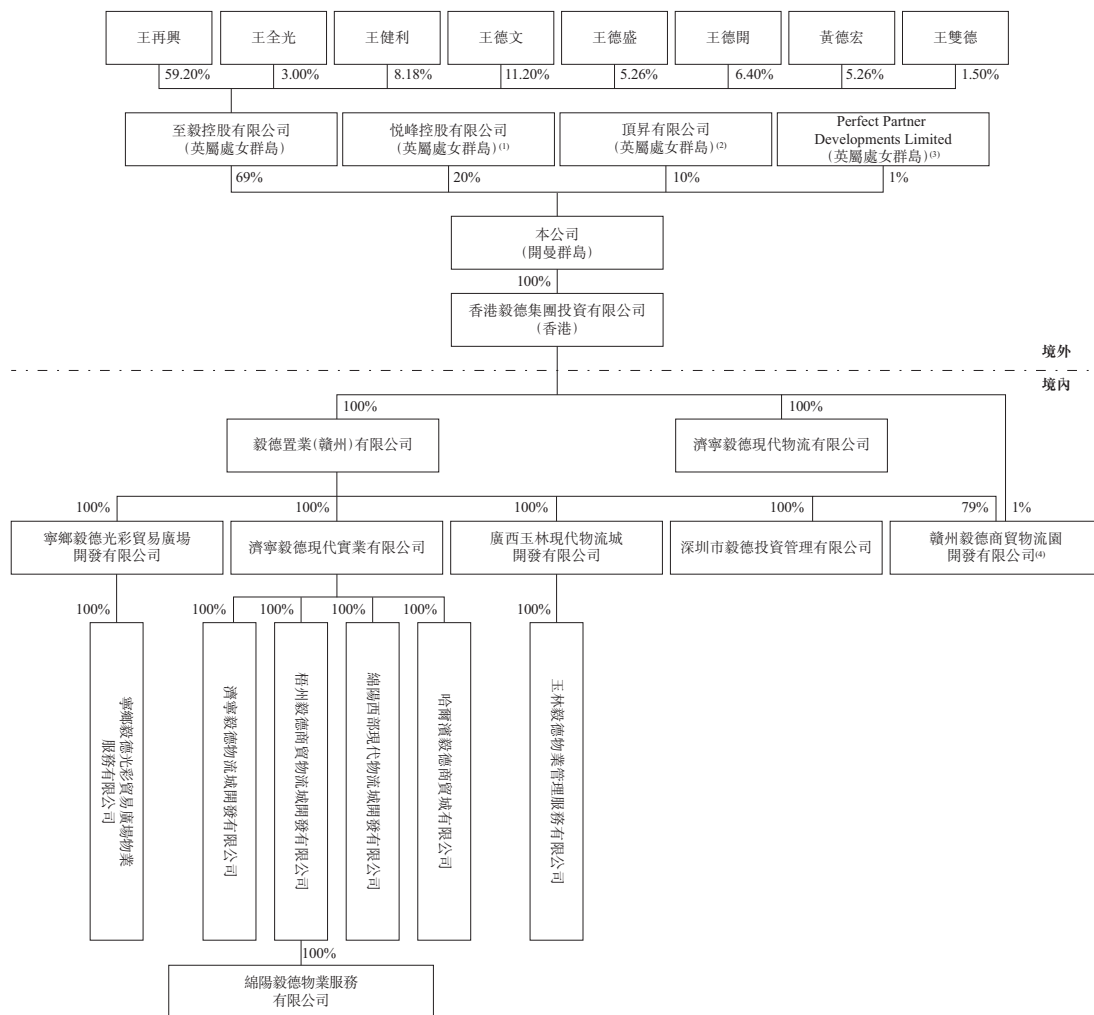 王再興
王全光
王健利
王德文
王德盛
王德開
黃德宏
王雙德
59.20%
3.00%
8.18%
11.20%
5.26%
6.40%
5.26%
1.50%
至毅控股有限公司
(英屬處女群島)
悦峰控股有限公司
(英屬處女群島)(1)
頂昇有限公司
(英屬處女群島)(2)
Perfect Partner
Developments Limited
(英屬處女群島)(3)
69%
20%
10%
1%
本公司
(開曼群島)
100%
香港毅德集團投資有限公司
(香港)
境外
境內
100%
100%
毅德置業(贛州)有限公司
濟寧毅德現代物流有限公司
100%
100%
100%
100%
79%
1%
寧鄉毅德光彩貿易廣場
開發有限公司
濟寧毅德現代實業有限公司
廣西玉林現代物流城
開發有限公司
深圳市毅德投資管理有限公司
贛州毅德商貿物流園
開發有限公司(4)
100%
100%
100%
100%
100%
100%
寧鄉毅德光彩貿易廣場物業
服務有限公司
濟寧毅德物流城開發有限公司
梧州毅德商貿物流城開發有限公司
綿陽西部現代物流城開發有限公司
哈爾濱毅德商貿城有限公司
玉林毅德物業管理服務有限公司
100%
綿陽毅德物業服務
有限公司